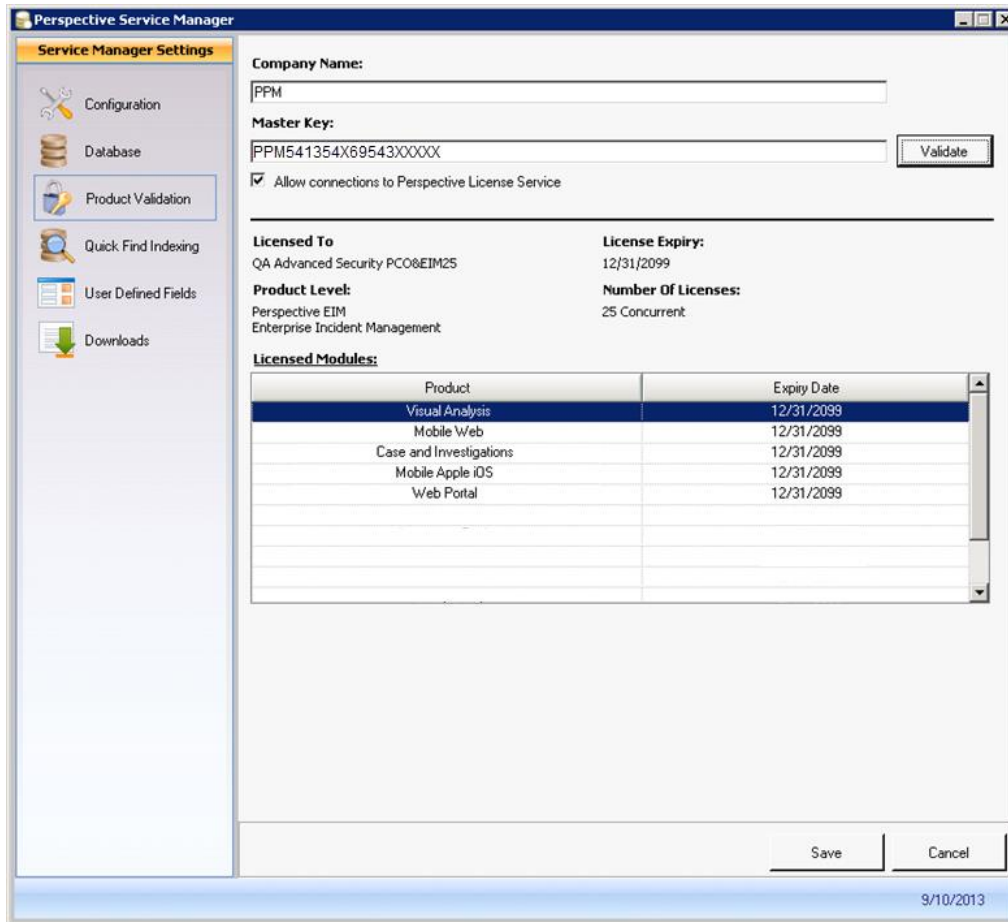 Perspective Service Manager
Service Manager Settings
Configuration
Database
Product Validation
Quick Find Indexing
User Defined Fields
Downloads
Company Name:
PPM
Master Key:
PPM541354X69543XXXXX
Validate
Allow connections to Perspective License Service
Licensed To
QA Advanced Security PCO&EIM25
License Expiry:
12/31/2099
Product Level:
Perspective EIM
Enterprise Incident Management
Number Of Licenses:
25 Concurrent
Licensed Modules:
Product Expiry Date
Visual Analysis 12/31/2099
Mobile Web 12/31/2099
Case and Investigations 12/31/2099
Mobile Apple iOS 12/31/2099
Web Portal 12/31/2099
Save Cancel
9/10/2013